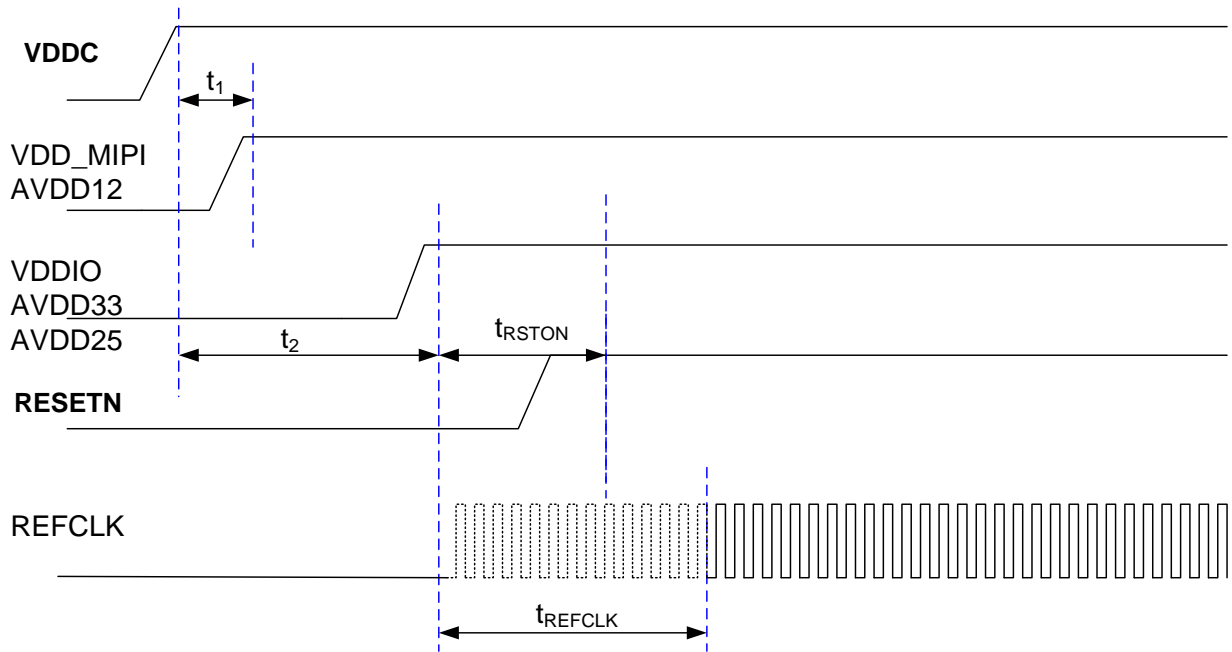 VDDC
t₁
VDD_MIPI
AVDD12
VDDIO
AVDD33
AVDD25
t₂
tRSTON
RESETN
REFCLK
tREFCLK